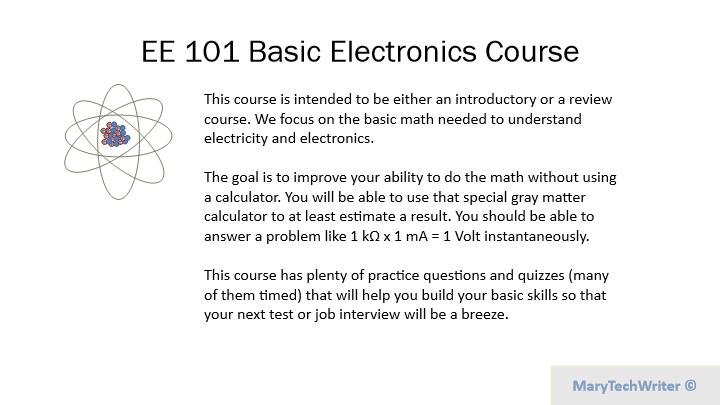 EE 101 Basic Electronics Course
This course is intended to be either an introductory or a review
course. We focus on the basic math needed to understand
electricity and electronics.
The goal is to improve your ability to do the math without using
a calculator. You will be able to use that special gray matter
calculator to at least estimate a result. You should be able to
answer a problem like 1 kΩ x 1 mA = 1 Volt instantaneously.
This course has plenty of practice questions and quizzes (many
of them timed) that will help you build your basic skills so that
your next test or job interview will be a breeze.
MaryTechWriter ©